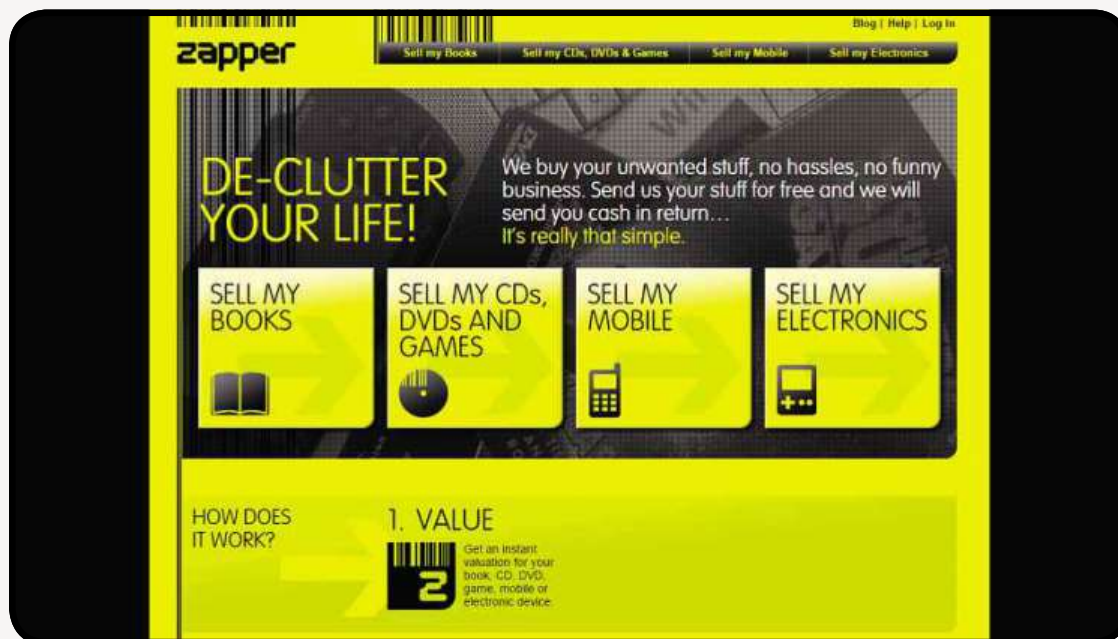 Blog | Help | Log In
zapper
Sell my Books Sell my CDs, DVDs & Games Sell my Mobile Sell my Electronics
DE-CLUTTER
YOUR LIFE!
We buy your unwanted stuff, no hassles, no funny
business. Send us your stuff for free and we will
send you cash in return...
It's really that simple.
SELL MY
BOOKS
SELL MY CDs,
DVDs AND
GAMES
SELL MY
MOBILE
SELL MY
ELECTRONICS
HOW DOES
IT WORK?
1. VALUE
Get an instant
valuation for your
book, CD, DVD,
game, mobile or
electronic device.